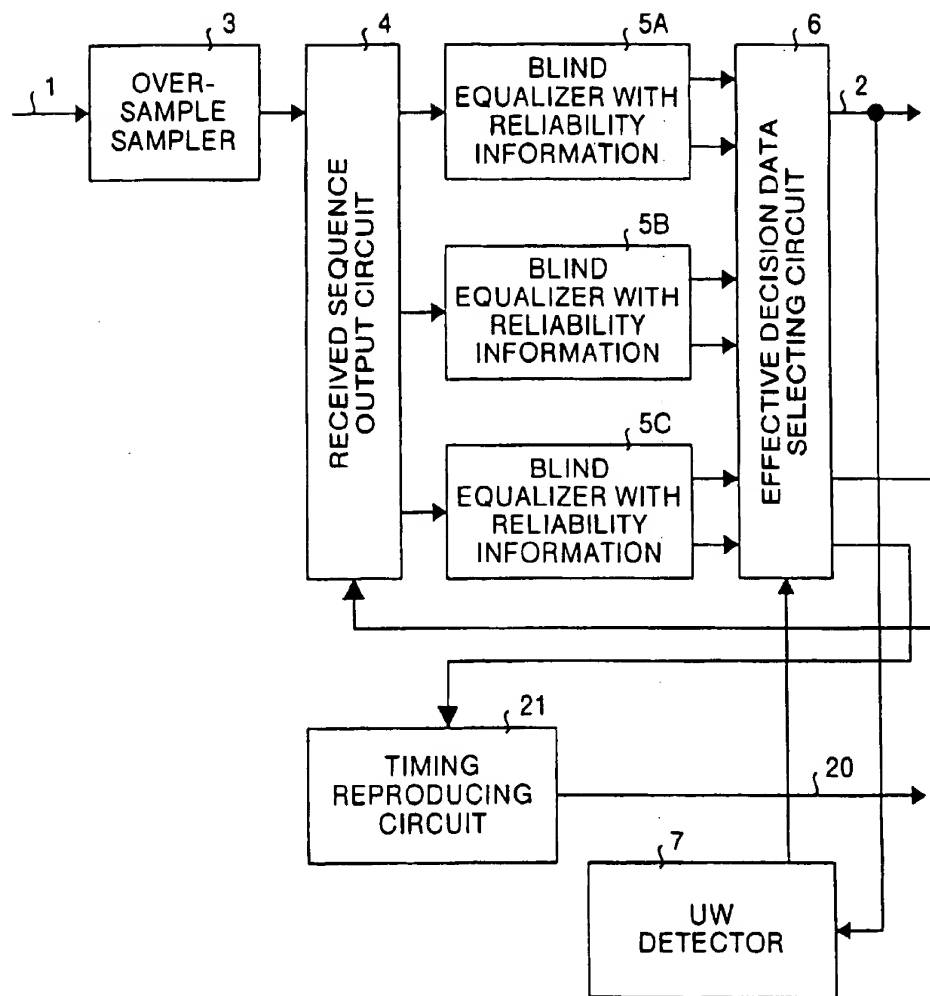 1
3
OVER-
SAMPLE
SAMPLER
4
RECEIVED SEQUENCE
OUTPUT CIRCUIT
5A
BLIND
EQUALIZER WITH
RELIABILITY
INFORMATION
5B
BLIND
EQUALIZER WITH
RELIABILITY
INFORMATION
5C
BLIND
EQUALIZER WITH
RELIABILITY
INFORMATION
6
EFFECTIVE DECISION DATA
SELECTING CIRCUIT
2
21
TIMING
REPRODUCING
CIRCUIT
20
7
UW
DETECTOR